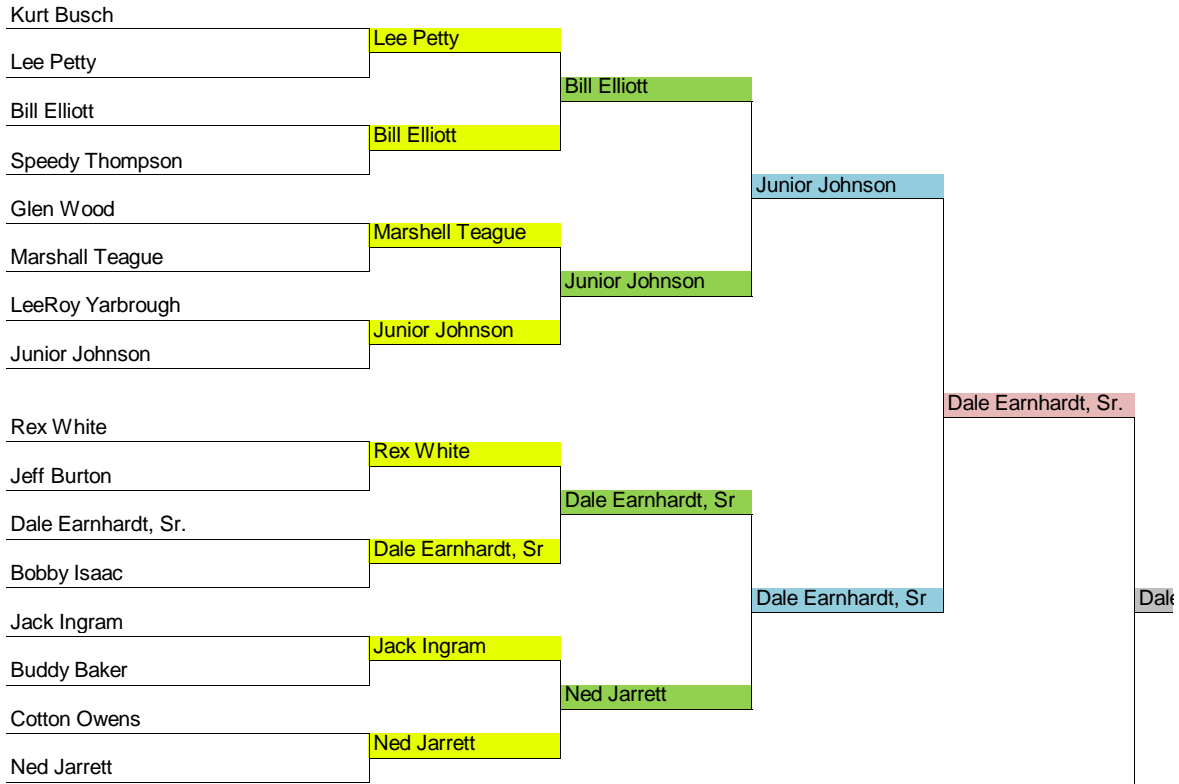 Kurt Busch
Lee Petty
Lee Petty
Bill Elliott
Bill Elliott
Bill Elliott
Speedy Thompson
Junior Johnson
Glen Wood
Marshell Teague
Marshall Teague
Junior Johnson
LeeRoy Yarbrough
Junior Johnson
Junior Johnson
Dale Earnhardt, Sr.
Rex White
Rex White
Jeff Burton
Dale Earnhardt, Sr
Dale Earnhardt, Sr.
Dale Earnhardt, Sr
Bobby Isaac
Dale Earnhardt, Sr
Dale
Jack Ingram
Jack Ingram
Buddy Baker
Ned Jarrett
Cotton Owens
Ned Jarrett
Ned Jarrett